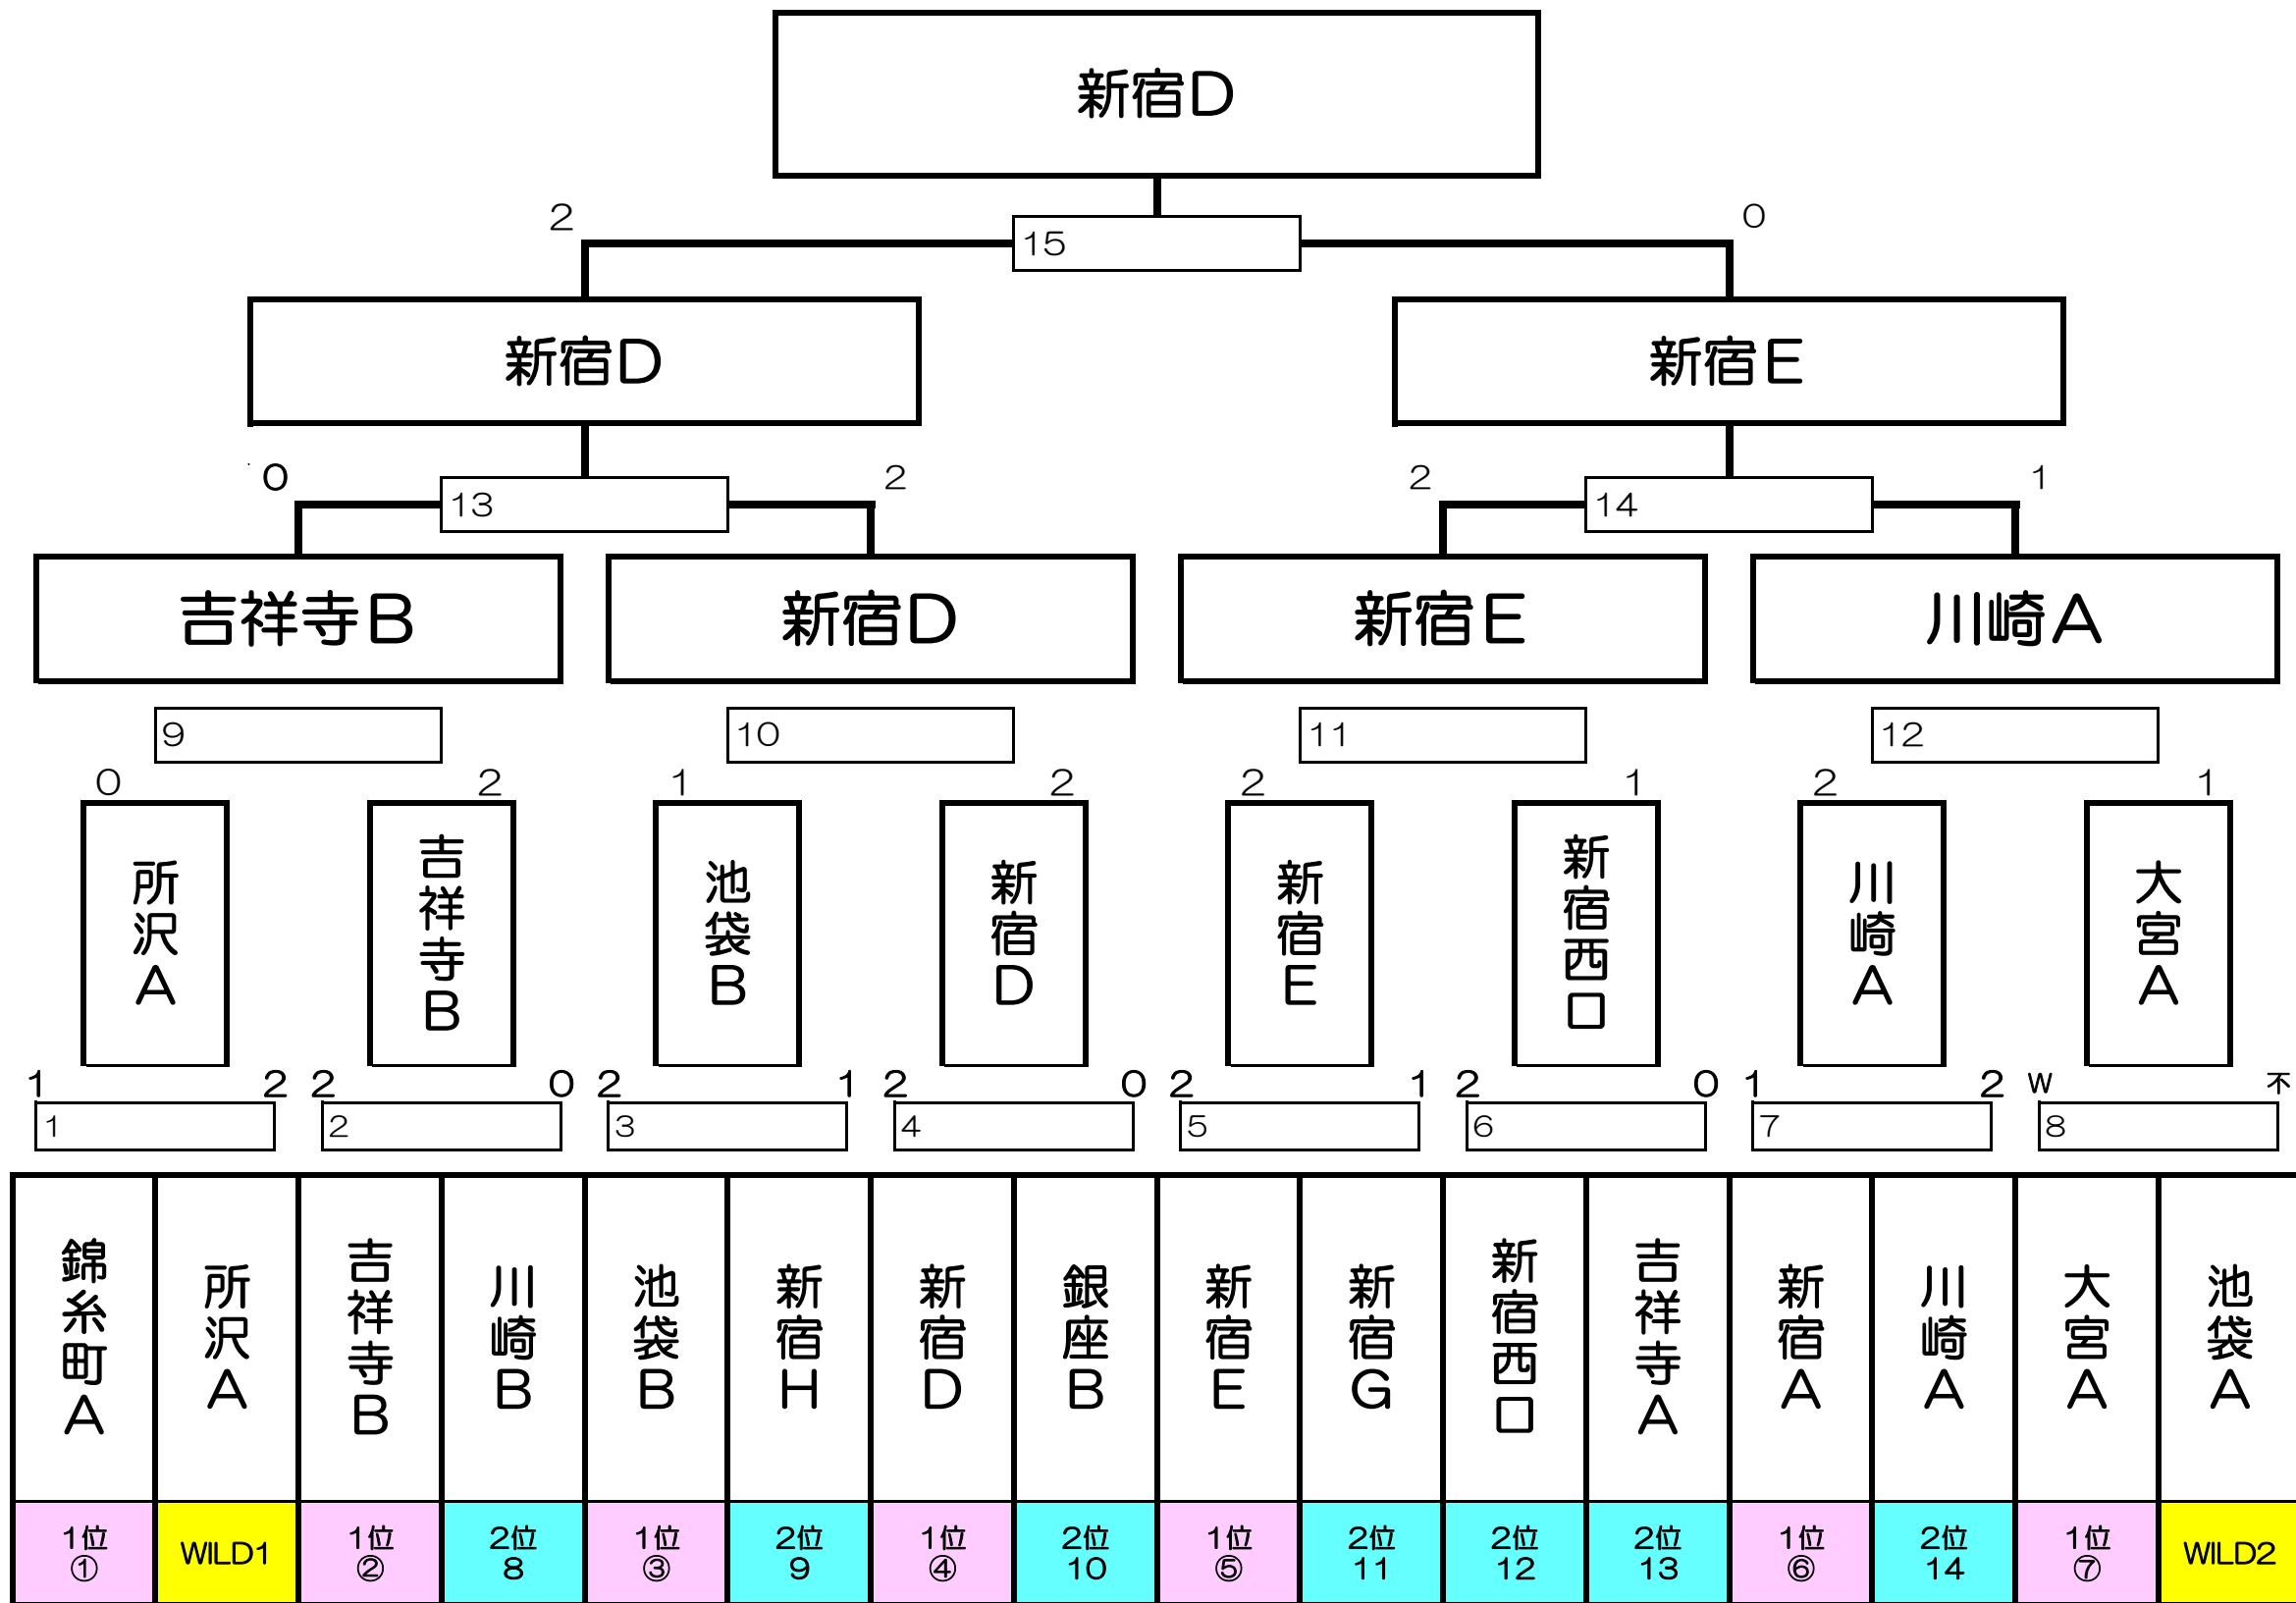 新宿D
2
0
15
新宿D
新宿E
0
2
2
1
13
14
吉祥寺B
新宿D
新宿E
川崎A
9
10
11
12
0
2
1
2
2
1
2
1
所沢A
吉祥寺B
池袋B
新宿D
新宿E
新宿西口
川崎A
大宮A
1
2
2
0
2
1
2
0
2
1
2
0
1
2
W
不
1
2
3
4
5
6
7
8
錦糸町A
所沢A
吉祥寺B
川崎B
池袋B
新宿H
新宿D
銀座B
新宿E
新宿G
新宿西口
吉祥寺A
新宿A
川崎A
大宮A
池袋A
1位
①
WILD1
1位
②
2位
8
1位
③
2位
9
1位
④
2位
10
1位
⑤
2位
11
2位
12
2位
13
1位
⑥
2位
14
1位
⑦
WILD2